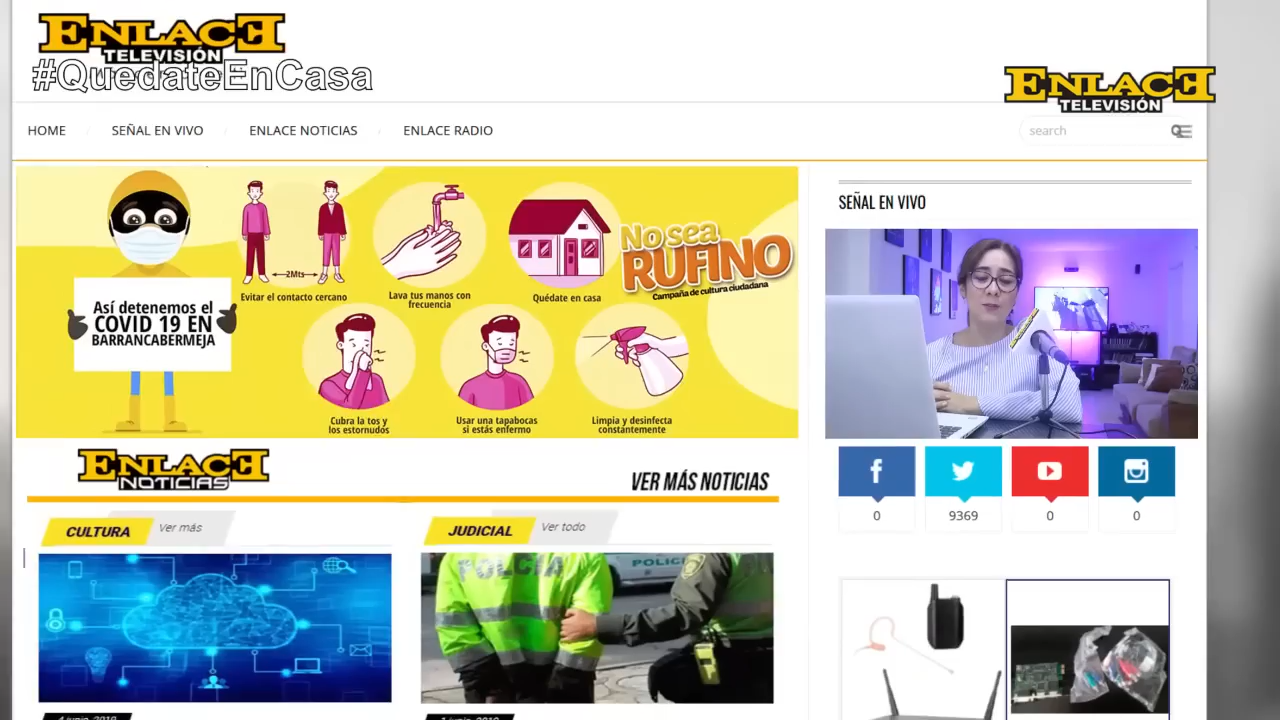 ENLACE
TELEVISIÓN
#QuedateEnCasa
ENLACE
TELEVISIÓN
HOME
SEÑAL EN VIVO
ENLACE NOTICIAS
ENLACE RADIO
search
Así detenemos el
COVID 19 EN
BARRANCABERMEJA
2Mts
Evitar el contacto cercano
Lava tus manos con
frecuencia
Quédate en casa
No sea
RUFINO
Campaña de cultura ciudadana
Cubra la tos y
los estornudos
Usar una tapabocas
si estás enfermo
Limpia y desinfecta
constantemente
SEÑAL EN VIVO
0
9369
0
0
ENLACE
NOTICIAS
VER MÁS NOTICIAS
CULTURA
Ver más
JUDICIAL
Ver todo
POLICÍA